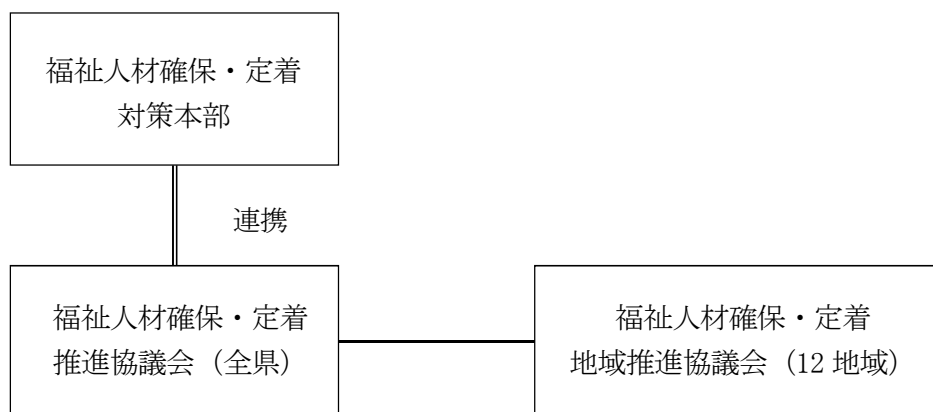 福祉人材確保・定着
対策本部
連携
福祉人材確保・定着
推進協議会（全県）
福祉人材確保・定着
地域推進協議会（12 地域）